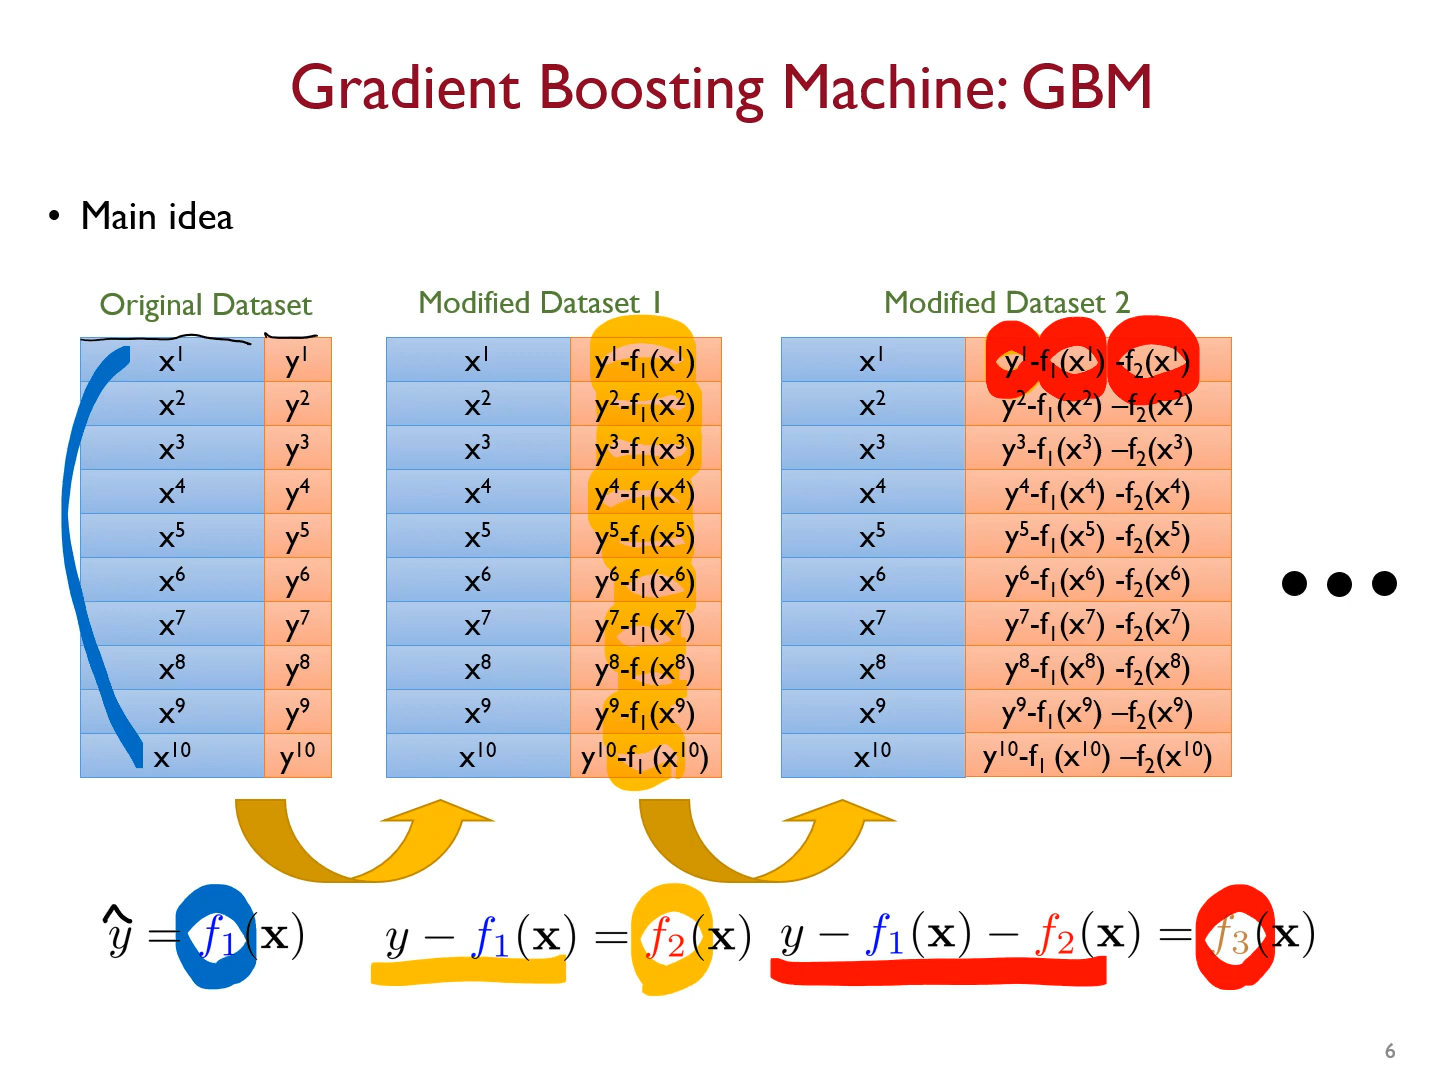 Gradient Boosting Machine: GBM
• Main idea
Original Dataset
x¹ y¹
x² y²
x³ y³
x⁴ y⁴
x⁵ y⁵
x⁶ y⁶
x⁷ y⁷
x⁸ y⁸
x⁹ y⁹
x¹⁰ y¹⁰
Modified Dataset 1
x¹ y¹-f₁(x¹)
x² y²-f₁(x²)
x³ y³-f₁(x³)
x⁴ y⁴-f₁(x⁴)
x⁵ y⁵-f₁(x⁵)
x⁶ y⁶-f₁(x⁶)
x⁷ y⁷-f₁(x⁷)
x⁸ y⁸-f₁(x⁸)
x⁹ y⁹-f₁(x⁹)
x¹⁰ y¹⁰-f₁ (x¹⁰)
Modified Dataset 2
x¹ y¹-f₁(x¹) -f₂(x¹)
x² y²-f₁(x²) –f₂(x²)
x³ y³-f₁(x³) –f₂(x³)
x⁴ y⁴-f₁(x⁴) -f₂(x⁴)
x⁵ y⁵-f₁(x⁵) -f₂(x⁵)
x⁶ y⁶-f₁(x⁶) -f₂(x⁶)
x⁷ y⁷-f₁(x⁷) -f₂(x⁷)
x⁸ y⁸-f₁(x⁸) -f₂(x⁸)
x⁹ y⁹-f₁(x⁹) –f₂(x⁹)
x¹⁰ y¹⁰-f₁ (x¹⁰) –f₂(x¹⁰)
•••
ŷ = f₁(x)
y − f₁(x) = f₂(x)
y − f₁(x) − f₂(x) = f₃(x)
6